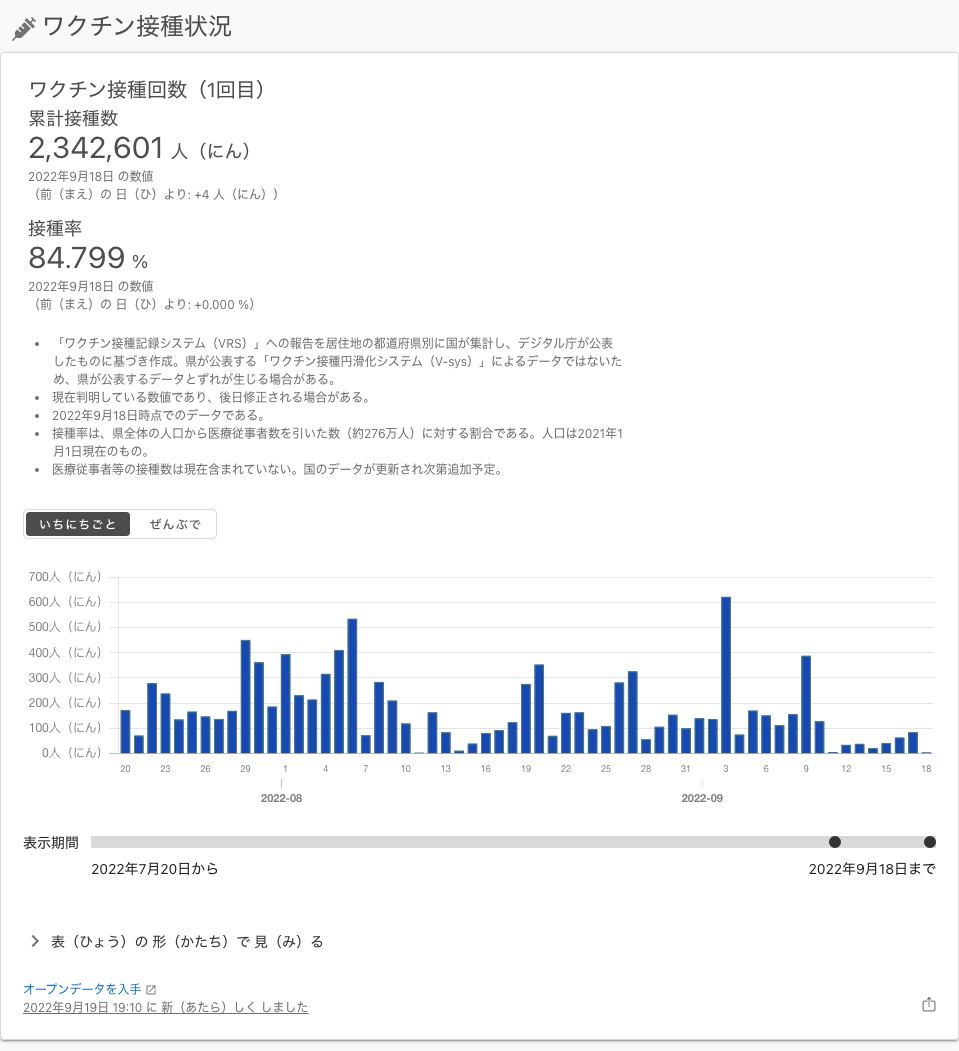 ワクチン接種状況
ワクチン接種回数（1回目）
累計接種数
2,342,601 人（にん）
2022年9月18日 の数値
（前（まえ）の 日（ひ）より: +4 人（にん））
接種率
84.799 %
2022年9月18日 の数値
（前（まえ）の 日（ひ）より: +0.000 %）
• 「ワクチン接種記録システム（VRS）」への報告を居住地の都道府県別に国が集計し、デジタル庁が公表
したものに基づき作成。県が公表する「ワクチン接種円滑化システム（V-sys）」によるデータではないた
め、県が公表するデータとずれが生じる場合がある。
• 現在判明している数値であり、後日修正される場合がある。
• 2022年9月18日時点でのデータである。
• 接種率は、県全体の人口から医療従事者数を引いた数（約276万人）に対する割合である。人口は2021年1
月1日現在のもの。
• 医療従事者等の接種数は現在含まれていない。国のデータが更新され次第追加予定。
いちにちごと ぜんぶで
700人（にん）
600人（にん）
500人（にん）
400人（にん）
300人（にん）
200人（にん）
100人（にん）
0人（にん）
20 23 26 29 1 4 7 10 13 16 19 22 25 28 31 3 6 9 12 15 18
2022-08 2022-09
表示期間
2022年7月20日から 2022年9月18日まで
表（ひょう）の 形（かたち）で 見（み）る
オープンデータを入手
2022年9月19日 19:10 に 新（あたら）しく しました